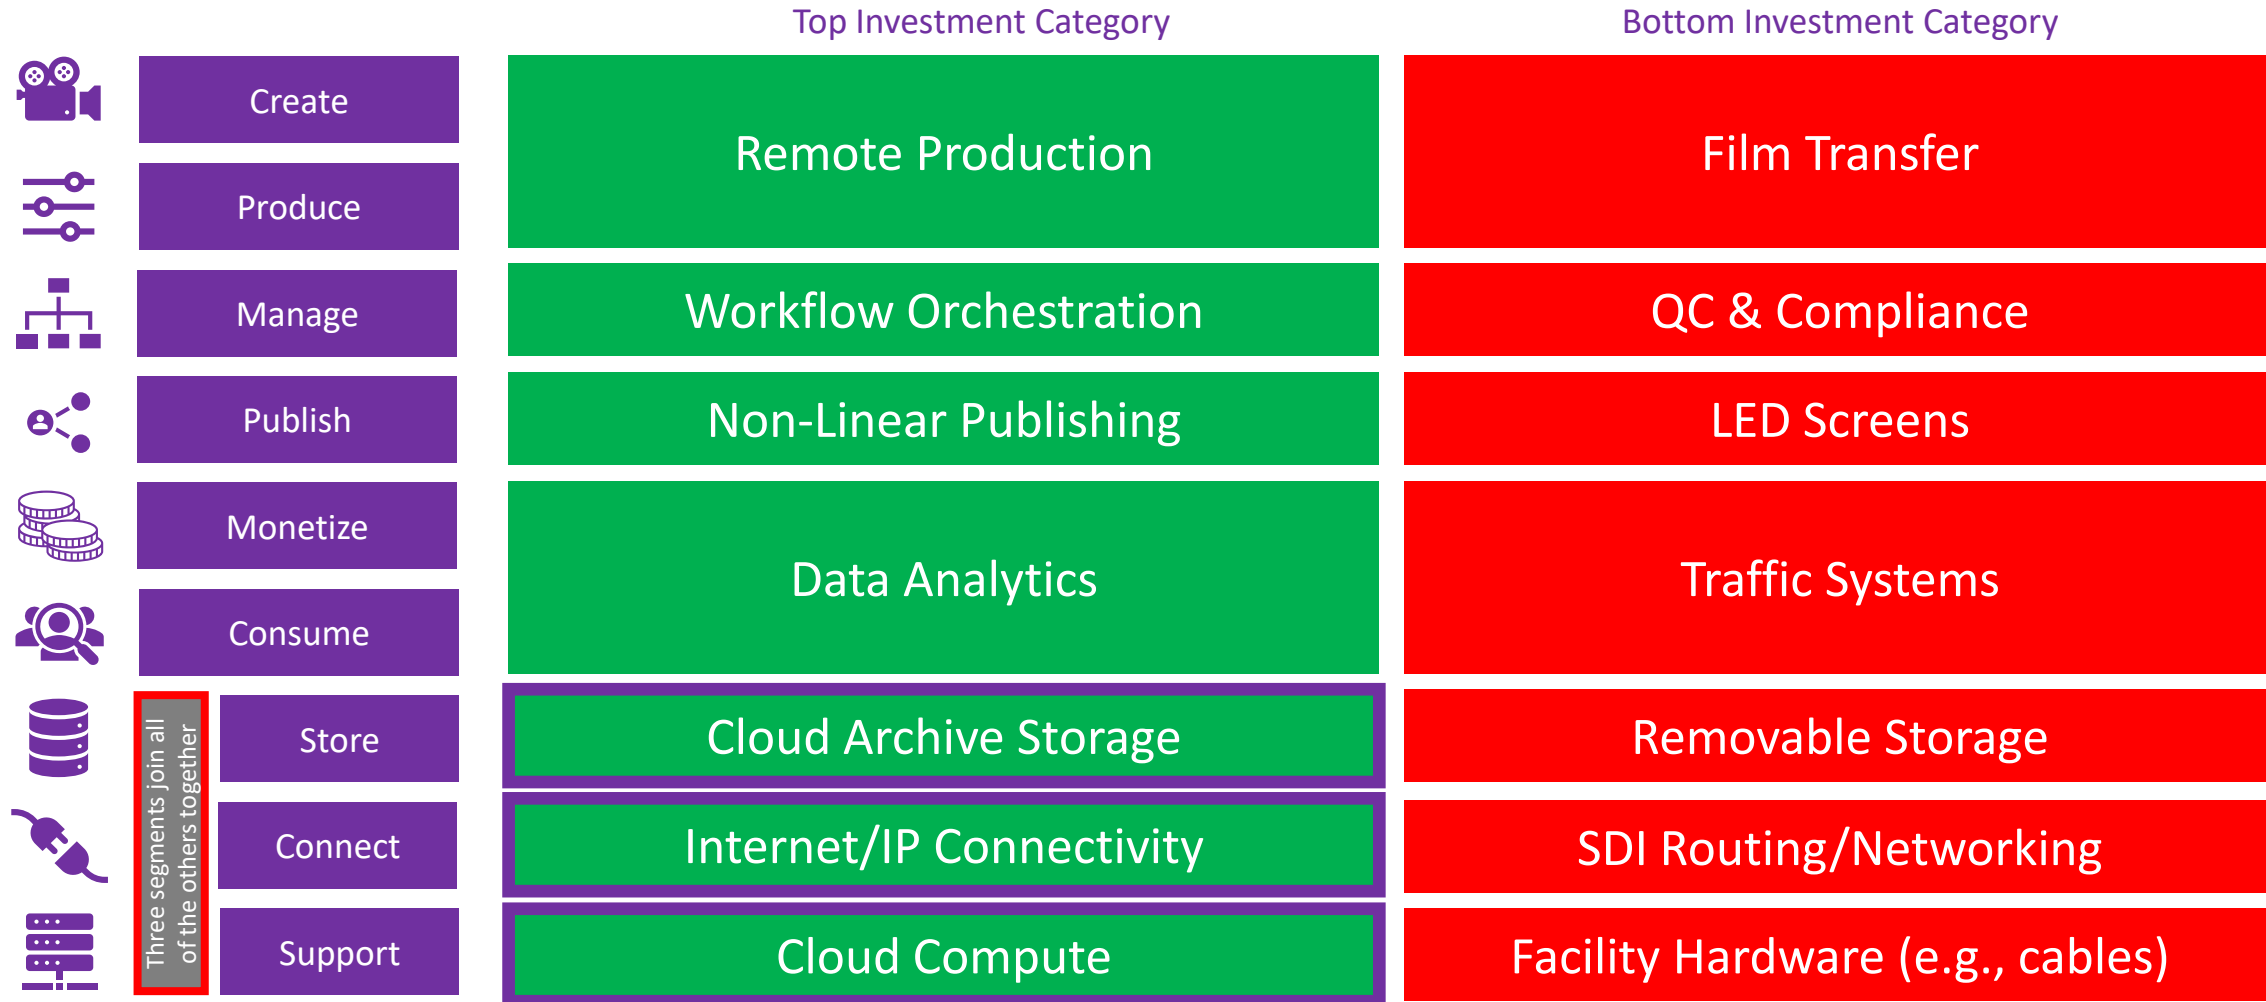 Top Investment Category
Bottom Investment Category
Create
Remote Production
Film Transfer
Produce
Manage
Workflow Orchestration
QC & Compliance
Publish
Non-Linear Publishing
LED Screens
Monetize
Data Analytics
Traffic Systems
Consume
Three segments join all
of the others together
Store
Cloud Archive Storage
Removable Storage
Connect
Internet/IP Connectivity
SDI Routing/Networking
Support
Cloud Compute
Facility Hardware (e.g., cables)